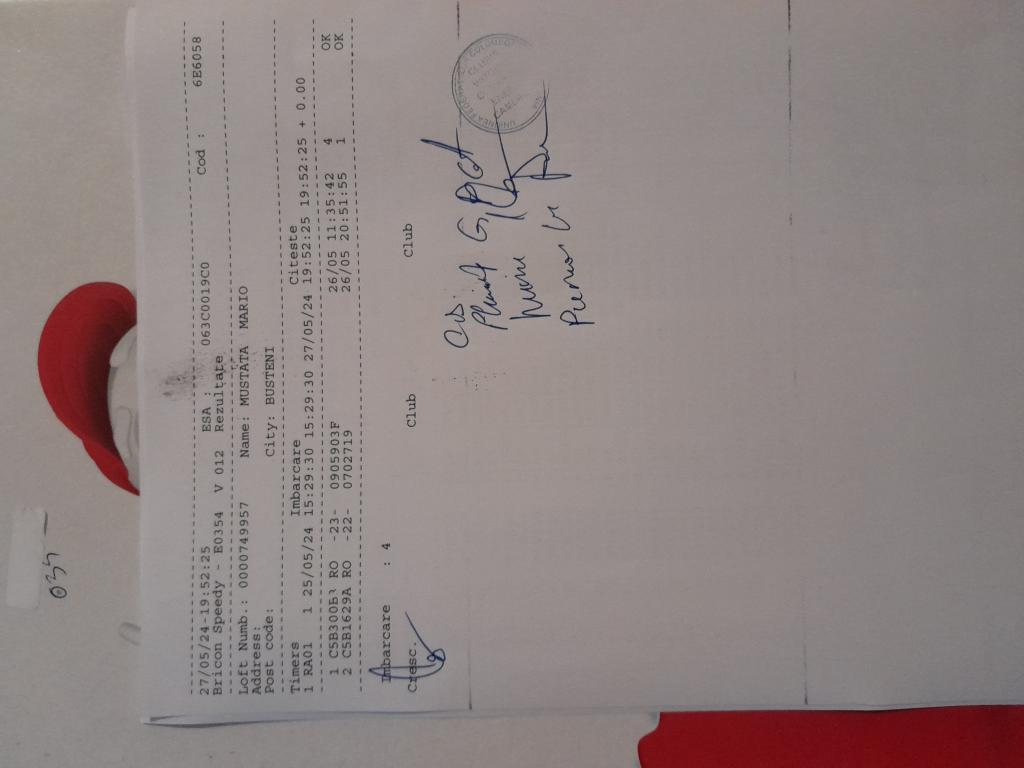 27/05/24-19:52:25 ESA : 063C0019C0 Cod : 6E6058
Bricon Speedy - E0354 V 012 Rezultate
Loft Numb.: 0000749957 Name: MUSTATA MARIO
Address:
Post code: City: BUSTENI
Timers Imbarcare Citeste
1 RA01 1 25/05/24 15:29:30 15:29:30 27/05/24 19:52:25 19:52:25 + 0.00
1 C5B300B3 RO -23- 0905903F 26/05 11:35:42 4 OK
2 C5B1629A RO -22- 0702719 26/05 20:51:55 1 OK
Imbarcare : 4
Cresc. Club Club
035